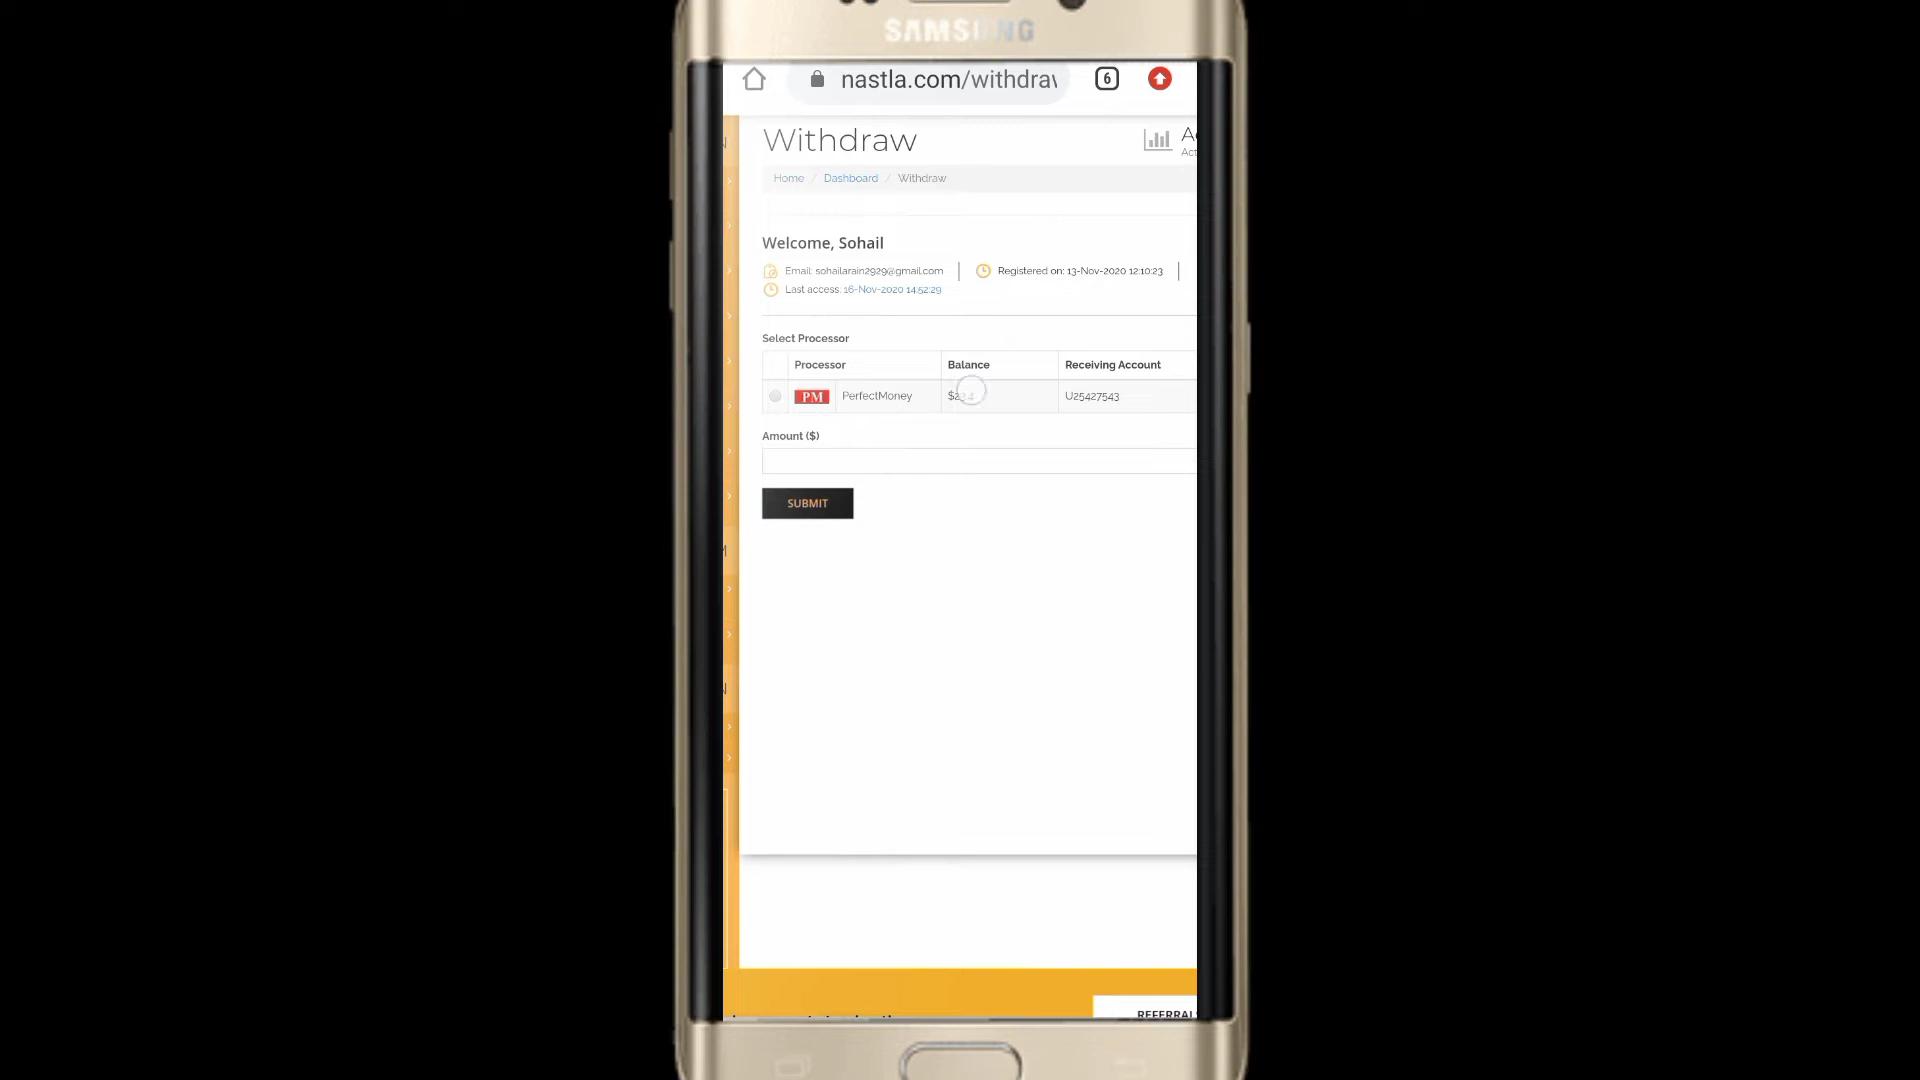 SAMSUNG
nastla.com/withdraw
6
Withdraw
Home / Dashboard / Withdraw
Welcome, Sohail
Email: sohailarain2929@gmail.com
Registered on: 13-Nov-2020 12:10:23
Last access: 16-Nov-2020 14:52:29
Select Processor
Processor Balance Receiving Account
PM PerfectMoney U25427543
Amount ($)
SUBMIT